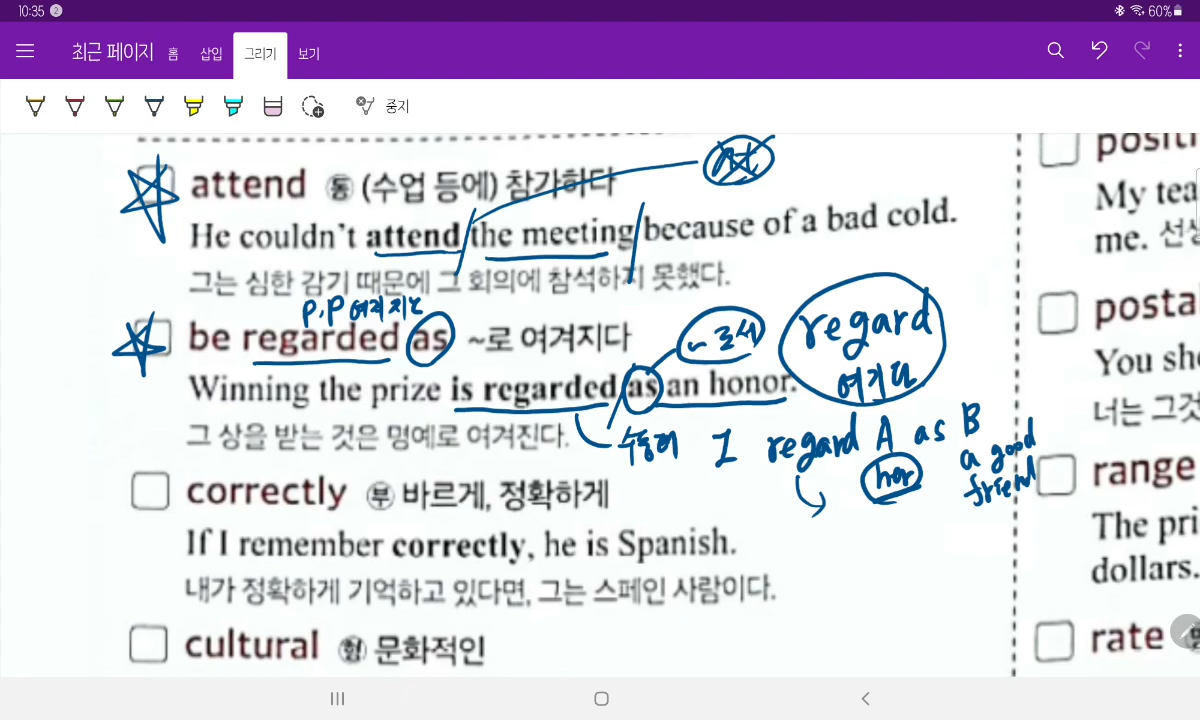 10:35 2 60%
최근 페이지 홈 삽입 그리기 보기
중지
attend 동 (수업 등에) 참가하다
He couldn't attend the meeting because of a bad cold.
그는 심한 감기 때문에 그 회의에 참석하지 못했다.
P.P 여겨지는
be regarded as ~로 여겨지다
~로서
regard
여기다
Winning the prize is regarded as an honor.
그 상을 받는 것은 명예로 여겨진다.
수동태 I regard A as B
her a good
friend
correctly 부 바르게, 정확하게
If I remember correctly, he is Spanish.
내가 정확하게 기억하고 있다면, 그는 스페인 사람이다.
cultural 형 문화적인
My tea
me. 선생
posta
You sh
너는 그것
range
The pri
dollars.
rate 명